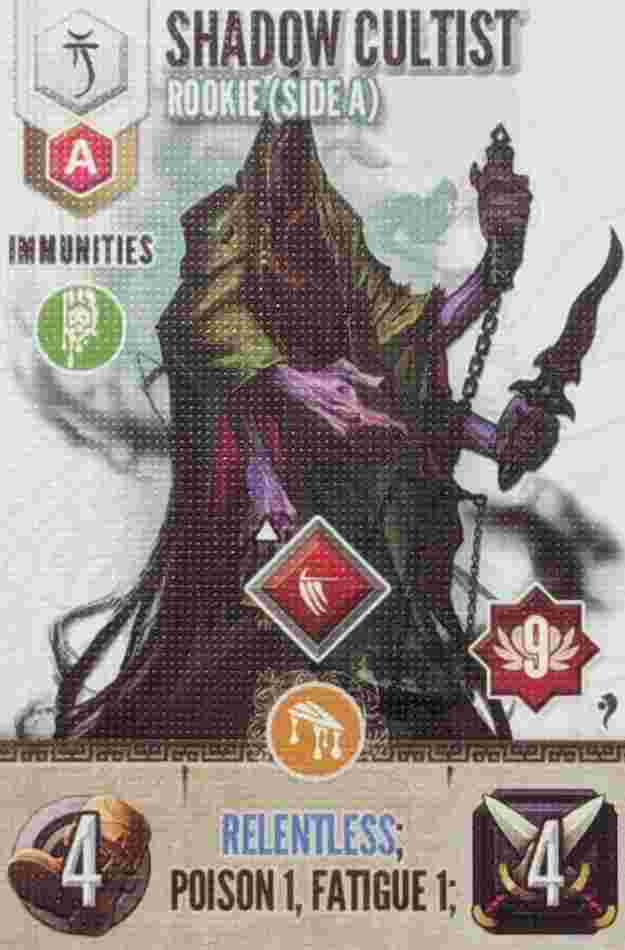 SHADOW CULTIST
ROOKIE (SIDE A)
A
IMMUNITIES
9
RELENTLESS;
POISON 1, FATIGUE 1;
4
4